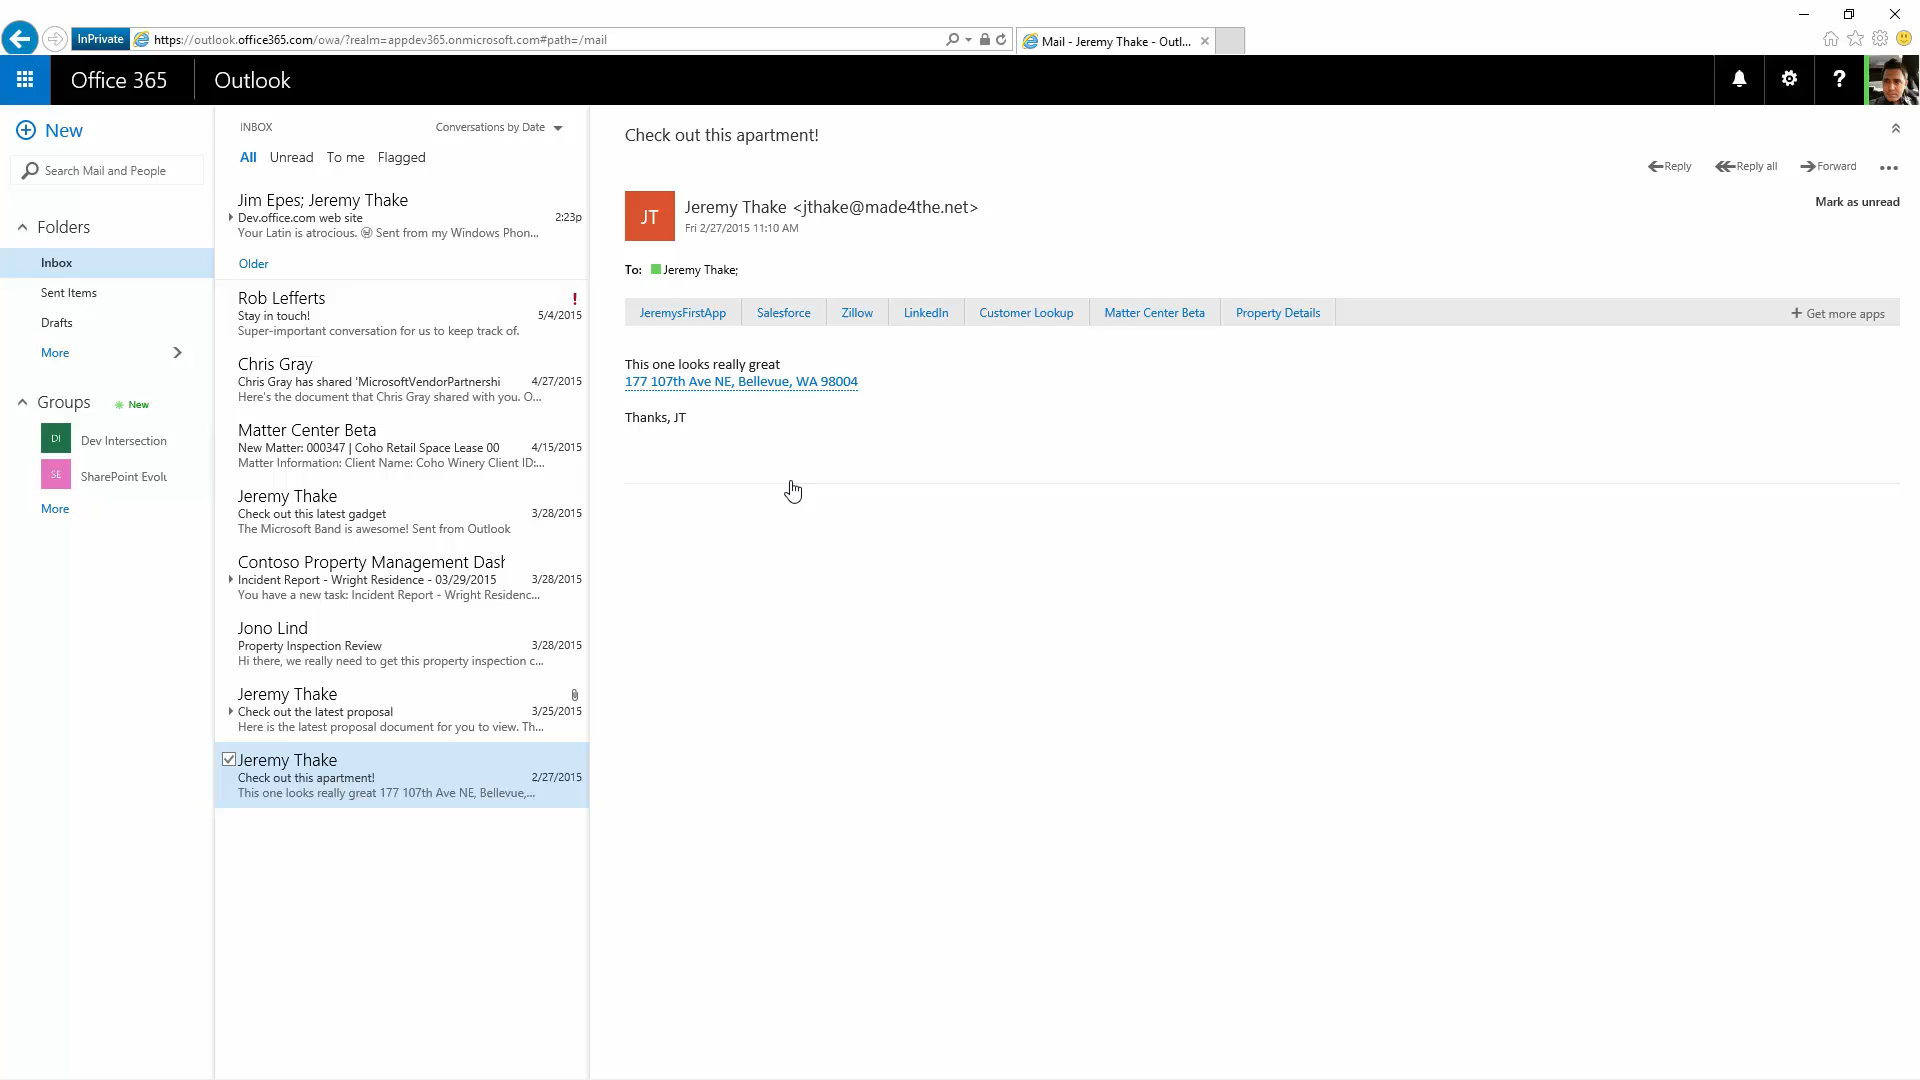 InPrivate
https://outlook.office365.com/owa/?realm=appdev365.onmicrosoft.com#path=/mail
Mail - Jeremy Thake - Outl...
Office 365
Outlook
?
New
Search Mail and People
Folders
Inbox
Sent Items
Drafts
More
Groups
New
DI
Dev Intersection
SE
SharePoint Evolu
More
INBOX
Conversations by Date
All Unread To me Flagged
Jim Epes; Jeremy Thake
Dev.office.com web site 2:23p
Your Latin is atrocious. Sent from my Windows Phon...
Older
Rob Lefferts !
Stay in touch! 5/4/2015
Super-important conversation for us to keep track of.
Chris Gray
Chris Gray has shared 'MicrosoftVendorPartnershi 4/27/2015
Here's the document that Chris Gray shared with you. O...
Matter Center Beta
New Matter: 000347 | Coho Retail Space Lease 00 4/15/2015
Matter Information: Client Name: Coho Winery Client ID:...
Jeremy Thake
Check out this latest gadget 3/28/2015
The Microsoft Band is awesome! Sent from Outlook
Contoso Property Management Dash
Incident Report - Wright Residence - 03/29/2015 3/28/2015
You have a new task: Incident Report - Wright Residenc...
Jono Lind
Property Inspection Review 3/28/2015
Hi there, we really need to get this property inspection c...
Jeremy Thake
Check out the latest proposal 3/25/2015
Here is the latest proposal document for you to view. Th...
Jeremy Thake
Check out this apartment! 2/27/2015
This one looks really great 177 107th Ave NE, Bellevue,...
Check out this apartment!
Reply Reply all Forward
JT
Jeremy Thake <jthake@made4the.net>
Fri 2/27/2015 11:10 AM
Mark as unread
To: Jeremy Thake;
JeremysFirstApp Salesforce Zillow LinkedIn Customer Lookup Matter Center Beta Property Details + Get more apps
This one looks really great
177 107th Ave NE, Bellevue, WA 98004
Thanks, JT